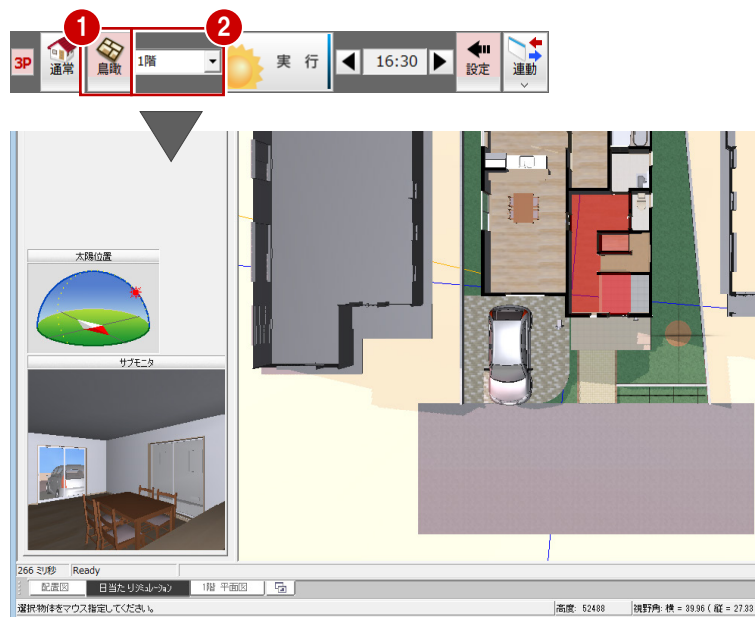 1 2
3P 通常 鳥瞰 1階 実 行 16:30 設定 連動
太陽位置
サブモニタ
266 ミリ秒 Ready
配置図 日当たりシミュレーション 1階 平面図
選択物体をマウス指定してください。 高度: 52488 視野角: 横 = 39.96 ( 縦 = 27.33